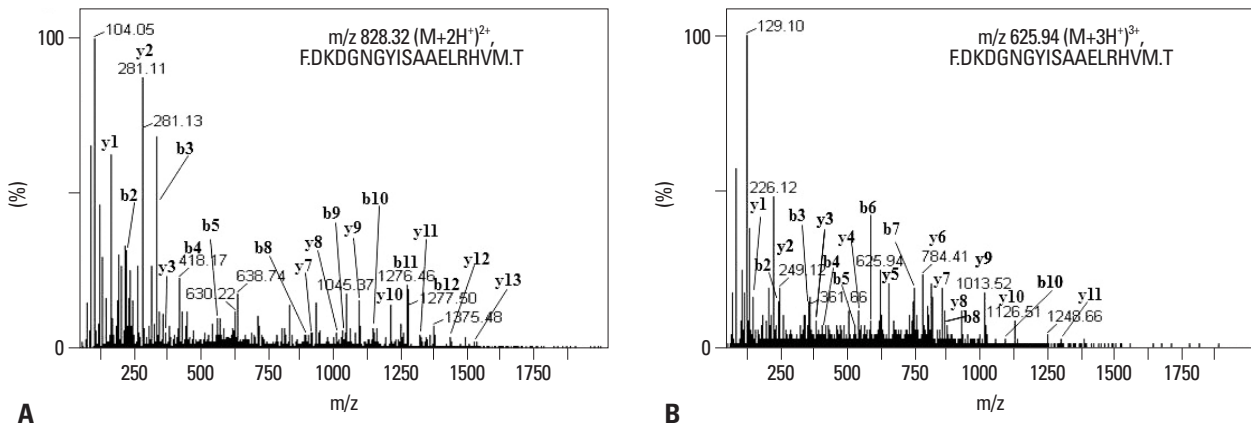 m/z 828.32 (M+2H⁺)²⁺,
F.DKDGNGYISAAELRHVM.T
100
104.05
y2
281.11
281.13
y1
b3
b2
y3
b4
418.17
b5
630.22
638.74
b8
y7
y8
b9
y9
1045.37
b10
y10
b11
1276.46
1277.50
y11
b12
1375.48
y12
y13
(%)
0
250 500 750 1000 1250 1500 1750
m/z
A
m/z 625.94 (M+3H⁺)³⁺,
F.DKDGNGYISAAELRHVM.T
100
129.10
226.12
y1
b2
y2
249.12
b3
y3
361.66
b4
y4
b5
b6
625.94
y5
b7
784.41
y6
y7
y8
b8
y9
1013.52
y10
1126.51
b10
1248.66
y11
(%)
0
250 500 750 1000 1250 1500 1750
m/z
B